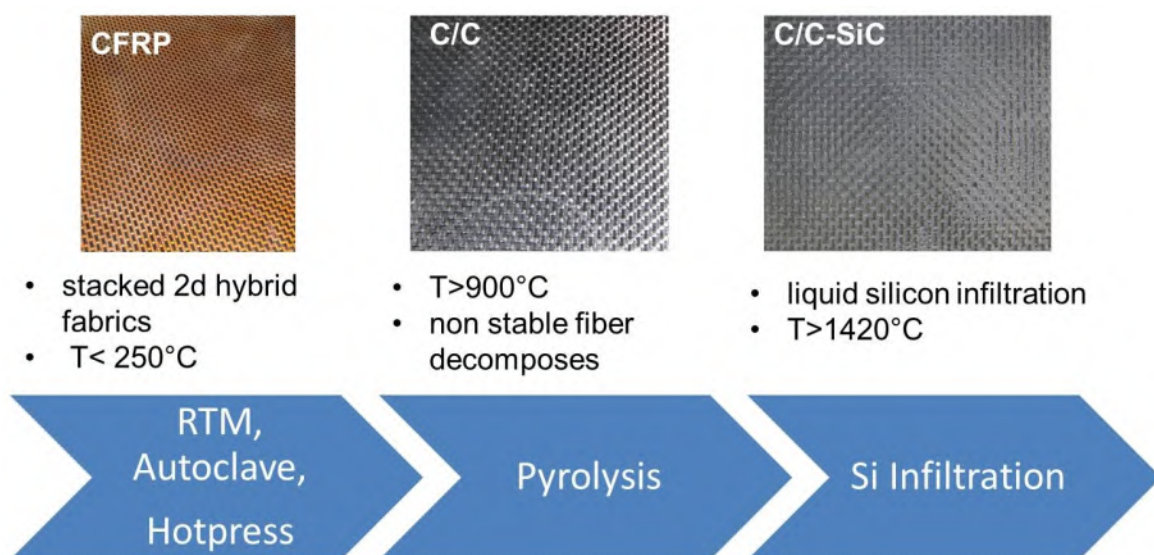 CFRP
C/C
C/C-SiC
• stacked 2d hybrid
fabrics
• T< 250°C
• T>900°C
• non stable fiber
decomposes
• liquid silicon infiltration
• T>1420°C
RTM,
Autoclave,
Hotpress
Pyrolysis
Si Infiltration